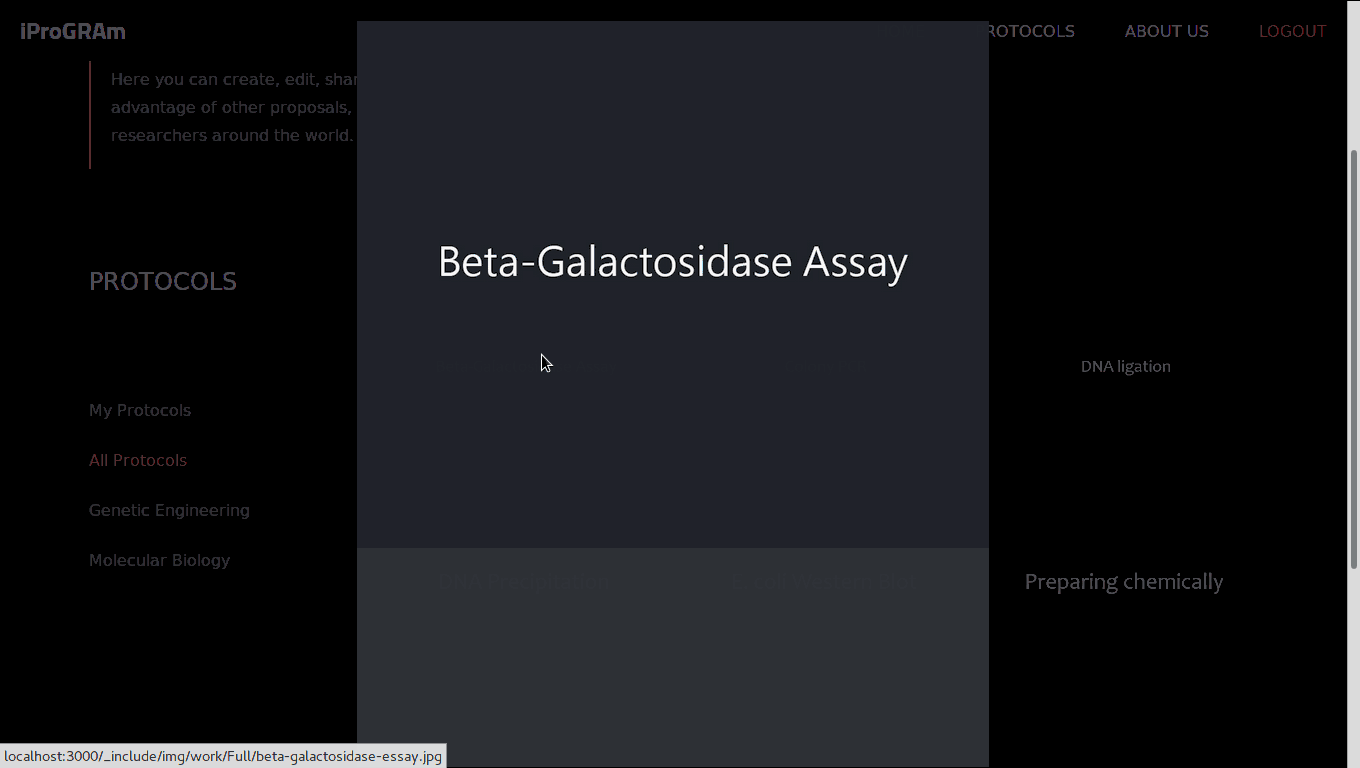 iProGRAm
ROTOCOLS
ABOUT US
LOGOUT
Here you can create, edit, shar
advantage of other proposals,
researchers around the world.
Beta-Galactosidase Assay
PROTOCOLS
DNA ligation
My Protocols
All Protocols
Genetic Engineering
Molecular Biology
Preparing chemically
localhost:3000/_include/img/work/Full/beta-galactosidase-essay.jpg